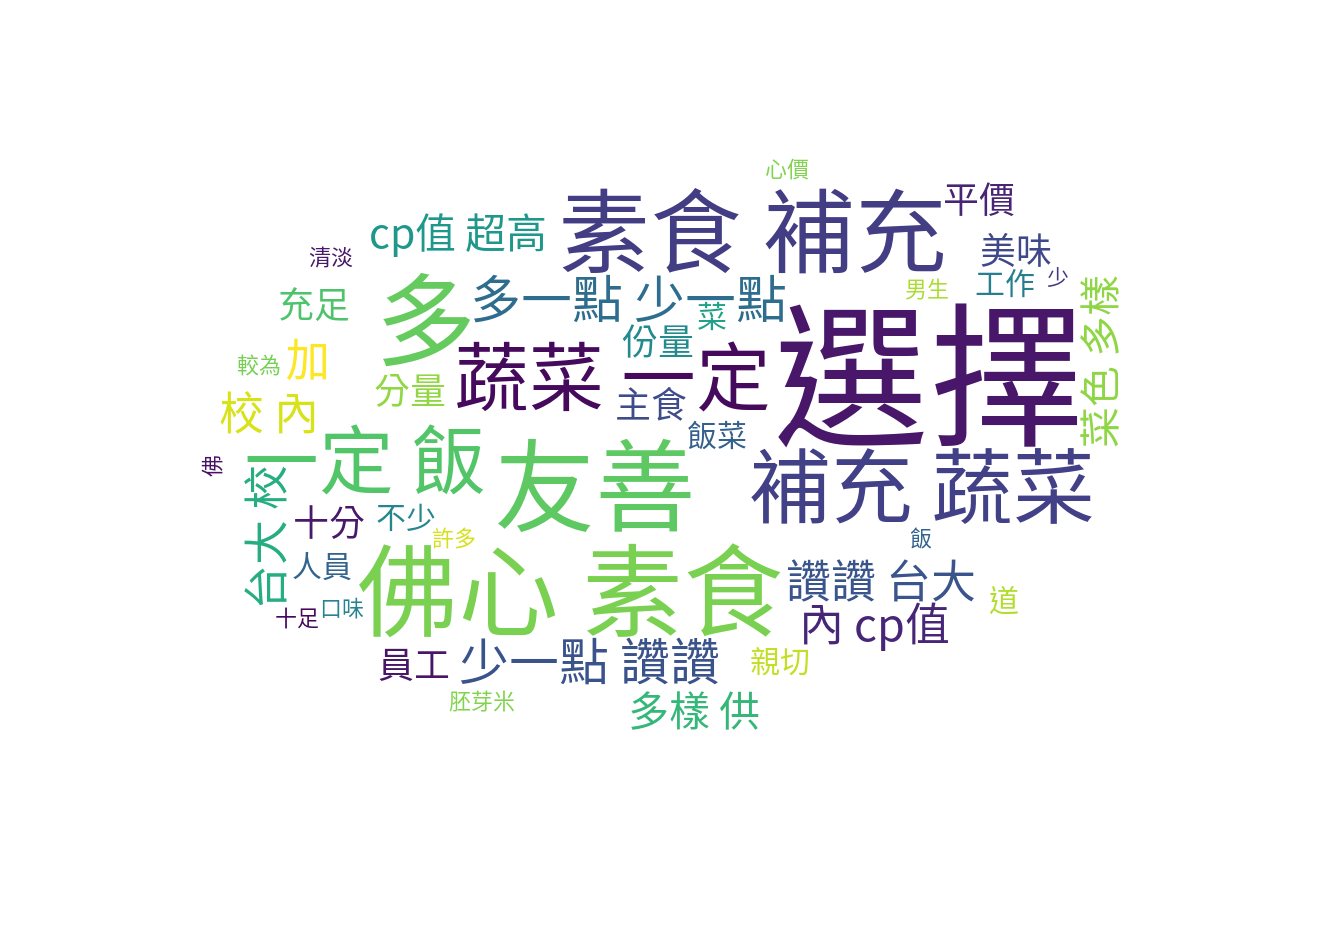 心價
素食 補充
平價
cp值 超高
清淡
美味
工作
少
男生
菜色 多樣
充足
多
多一點 少一點
菜
選擇
份量
加
較為
蔬菜 一定
分量
主食
校 內
飯菜
一定 飯
友善
補充 蔬菜
佛
台大 校
十分
不少
許多
飯
人員
佛心 素食
讚讚 台大
道
十足
口味
內 cp值
員工
少一點 讚讚
親切
胚芽米
多樣 供